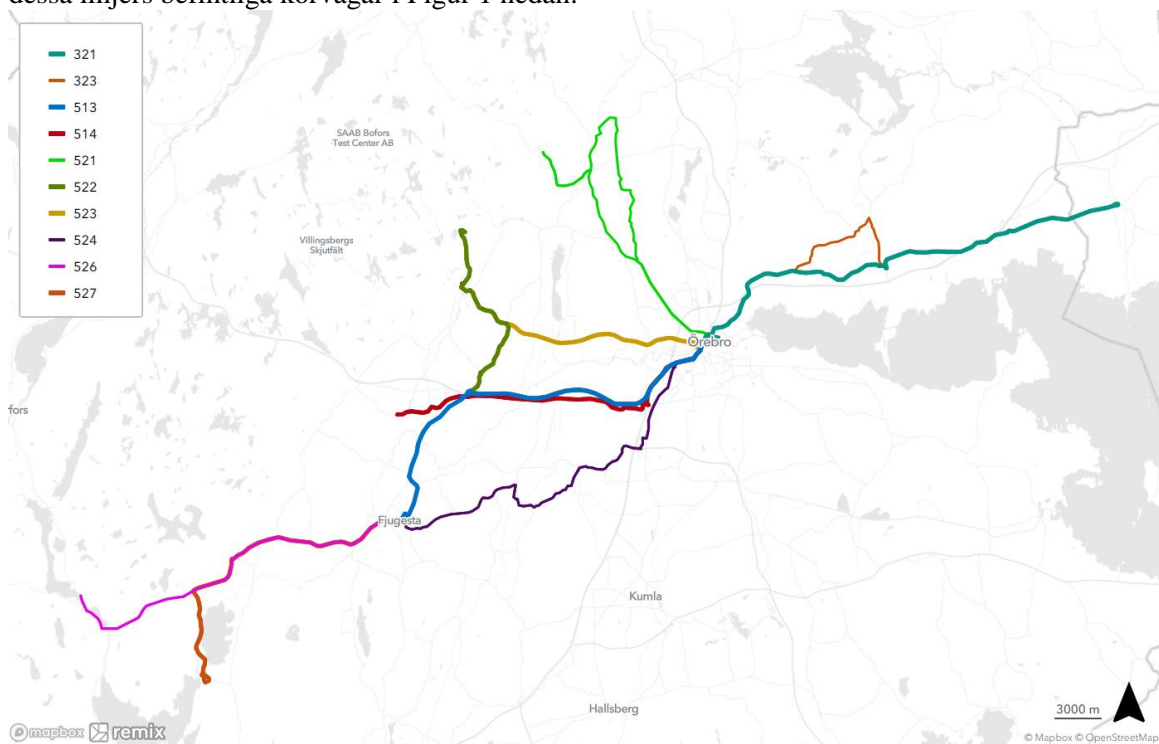 dessa linjers befintliga körvägar i Figur 1 nedan.
321
323
513
514
521
522
523
524
526
527
SAAB Bofors
Test Center AB
Villingsbergs
Skjutfält
Örebro
fors
Fjugesta
Kumla
Hallsberg
3000 m
mapbox remix
© Mapbox © OpenStreetMap